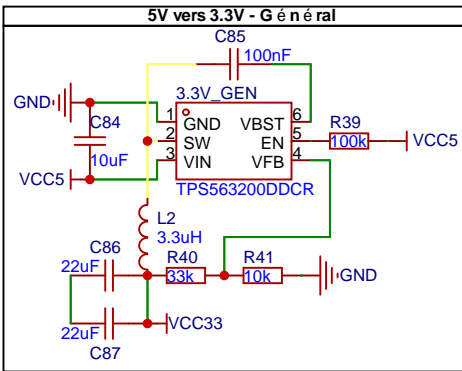 5V vers 3.3V - Général
C85
100nF
3.3V_GEN
GND
C84
10uF
VCC5
1 GND VBST 6
2 SW EN 5
3 VIN VFB 4
TPS563200DDCR
R39
100k
VCC5
L2
3.3uH
C86
22uF
R40
33k
R41
10k
GND
22uF
C87
VCC33